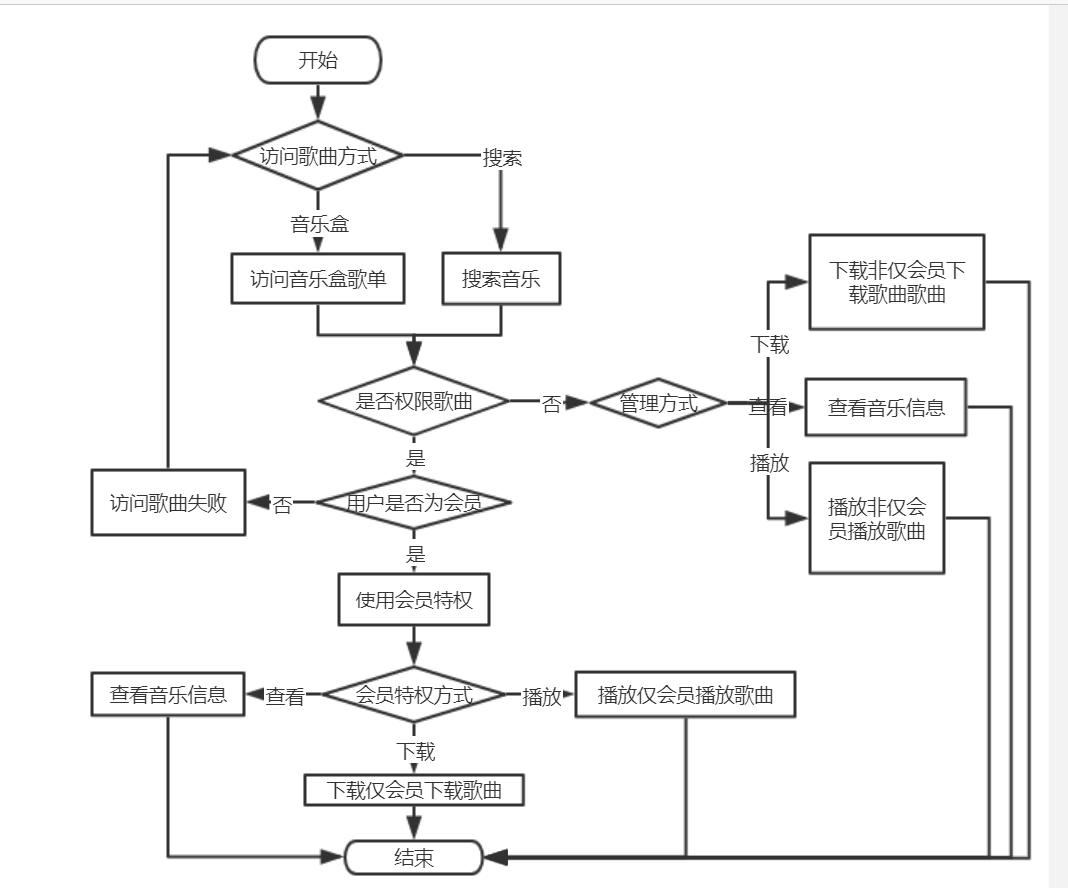 开始
访问歌曲方式
搜索
音乐盒
访问音乐盒歌单
搜索音乐
下载非仅会员下
载歌曲歌曲
下载
是否权限歌曲
否
管理方式
查看
查看音乐信息
是
播放
访问歌曲失败
否
用户是否为会员
播放非仅会
员播放歌曲
是
使用会员特权
查看音乐信息
查看
会员特权方式
播放
播放仅会员播放歌曲
下载
下载仅会员下载歌曲
结束